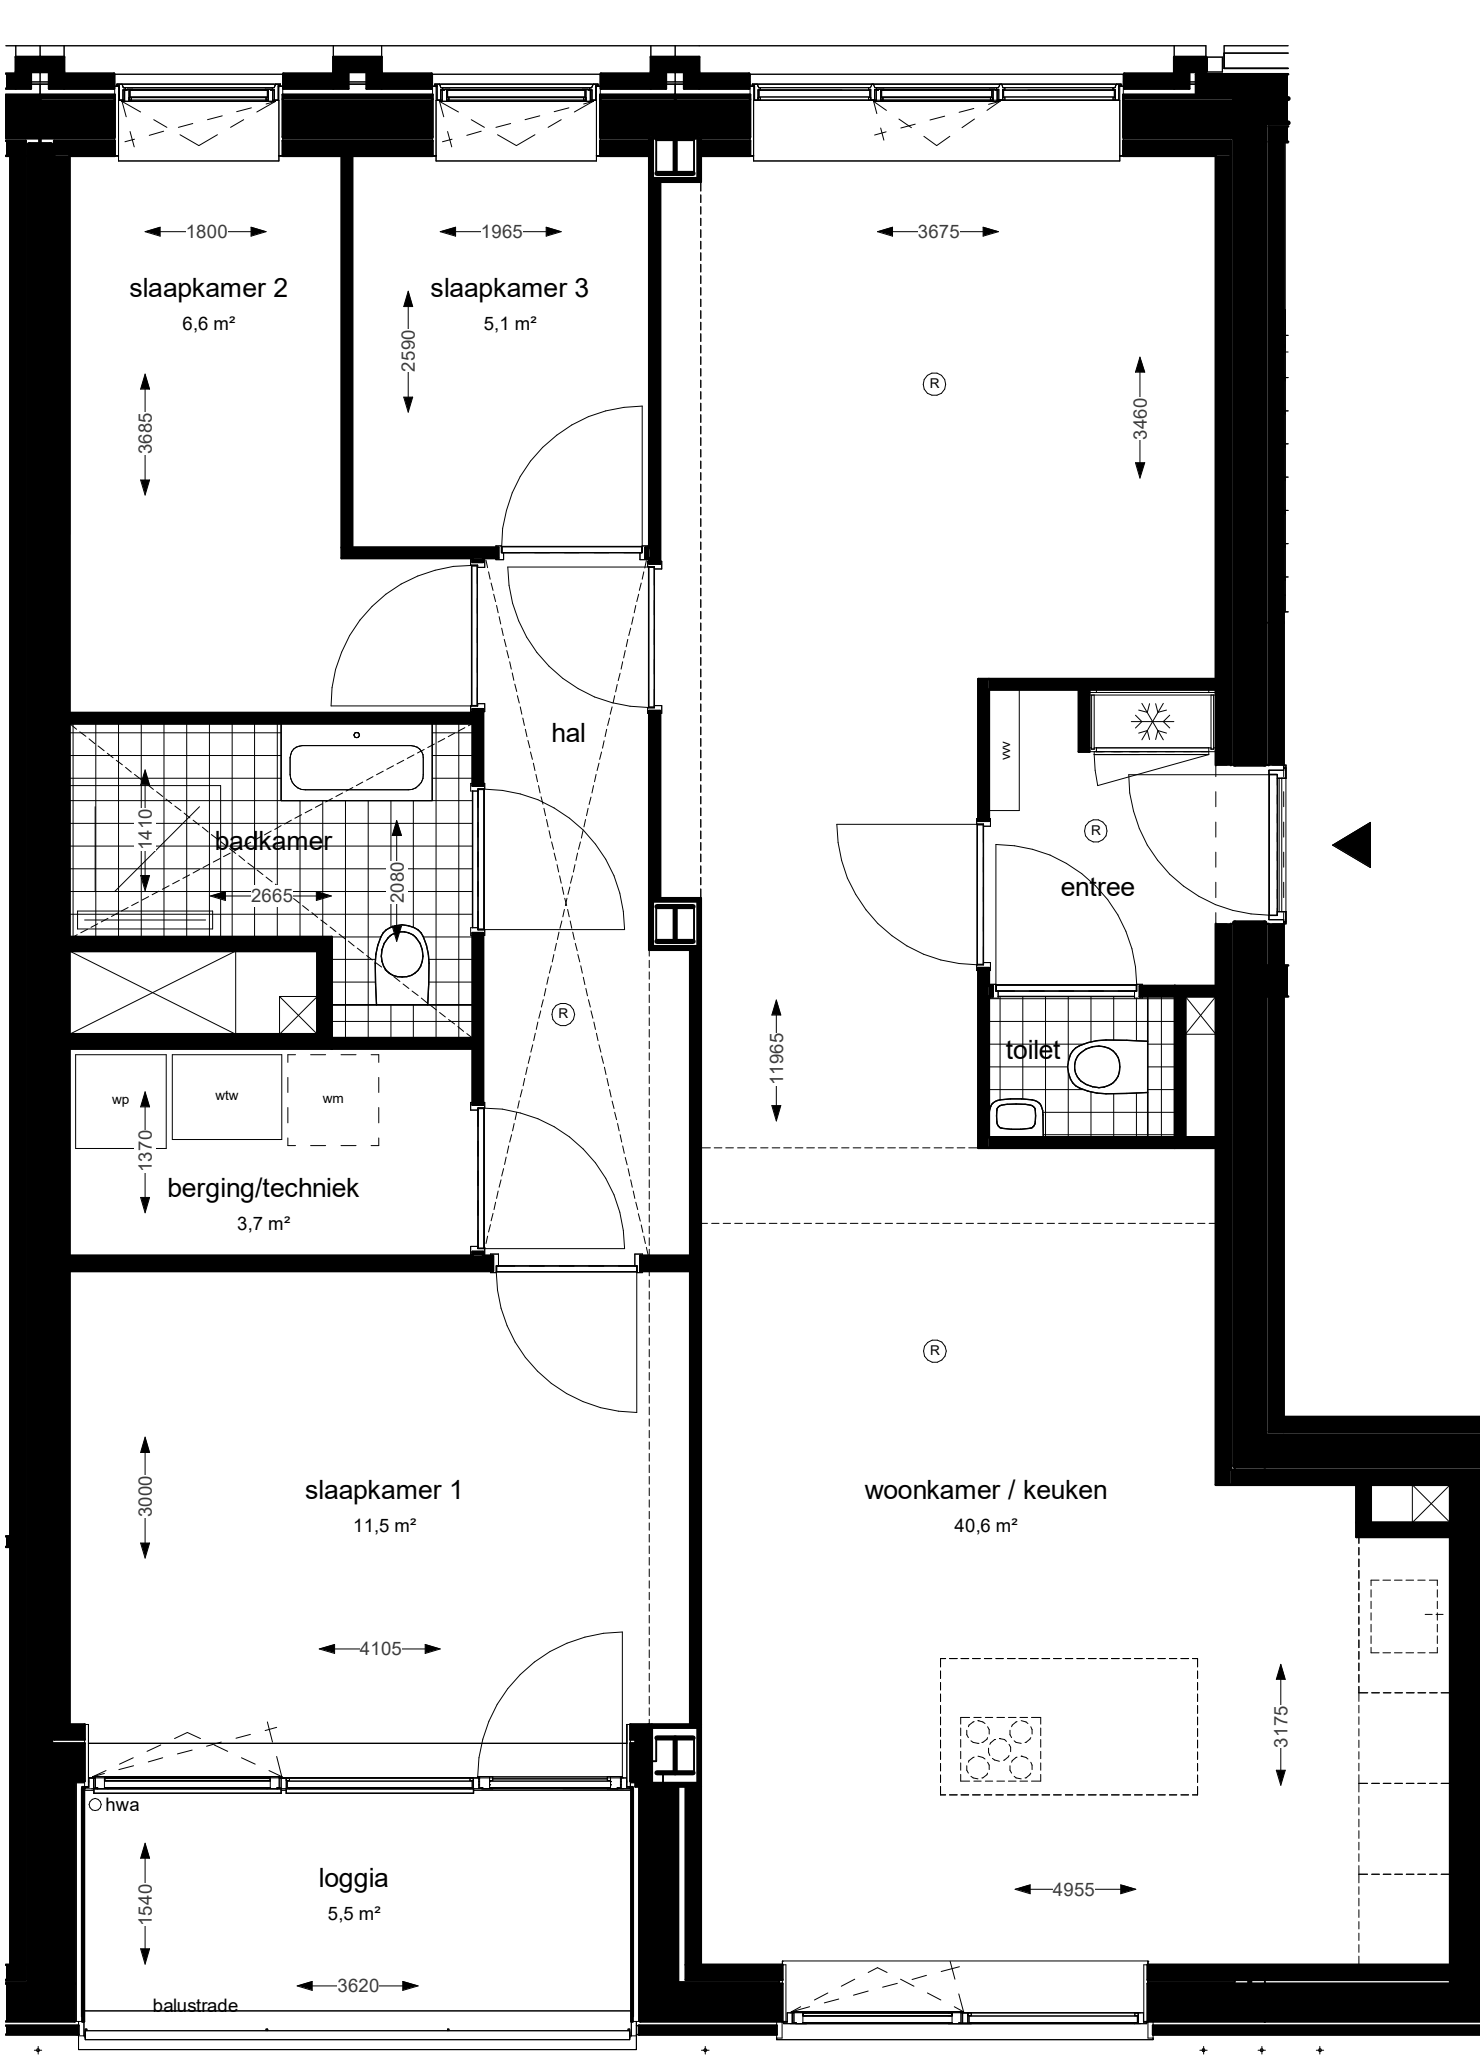 1800
1965
3675
slaapkamer 2
6,6 m²
slaapkamer 3
5,1 m²
2590
3685
R
3460
hal
vv
1410
badkamer
2665
2080
R
entree
R
11965
toilet
wp
wtw
wm
1370
berging/techniek
3,7 m²
R
3000
slaapkamer 1
11,5 m²
woonkamer / keuken
40,6 m²
4105
3175
hwa
loggia
5,5 m²
1540
4955
3620
balustrade